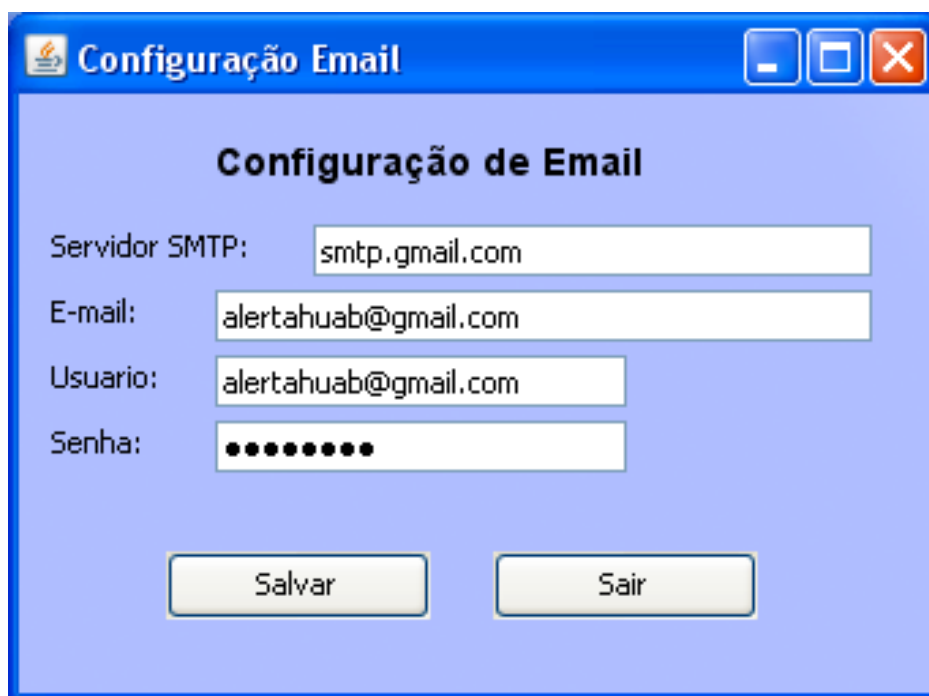 Configuração Email
Configuração de Email
Servidor SMTP: smtp.gmail.com
E-mail: alertahuab@gmail.com
Usuario: alertahuab@gmail.com
Senha: ••••••••
Salvar Sair